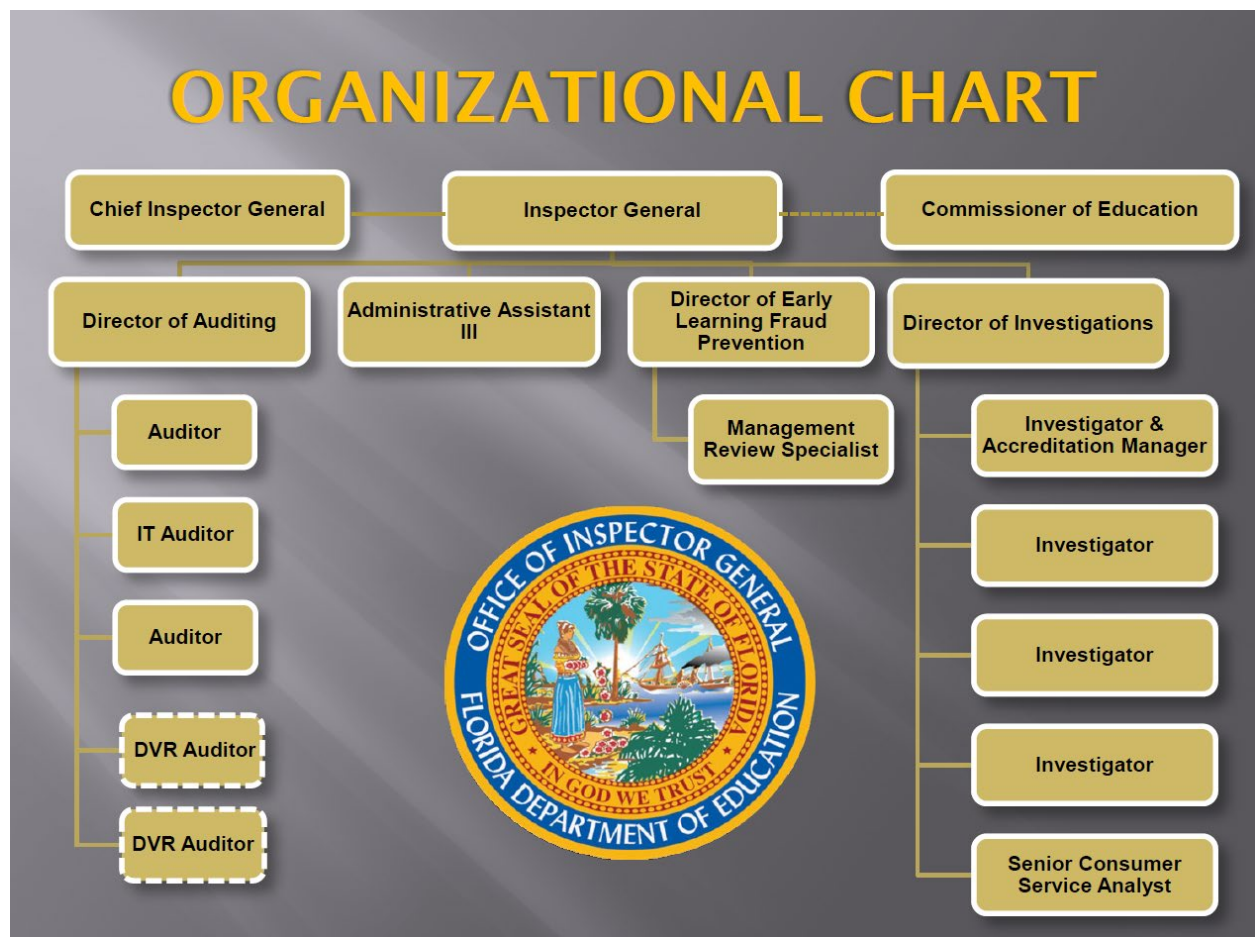 ORGANIZATIONAL CHART
Chief Inspector General
Inspector General
Commissioner of Education
Director of Auditing
Administrative Assistant
III
Director of Early
Learning Fraud
Prevention
Director of Investigations
Auditor
IT Auditor
Auditor
DVR Auditor
DVR Auditor
Management
Review Specialist
Investigator &
Accreditation Manager
Investigator
Investigator
Investigator
Senior Consumer
Service Analyst
OFFICE OF INSPECTOR GENERAL
FLORIDA DEPARTMENT OF EDUCATION
GREAT SEAL OF THE STATE OF FLORIDA
IN GOD WE TRUST